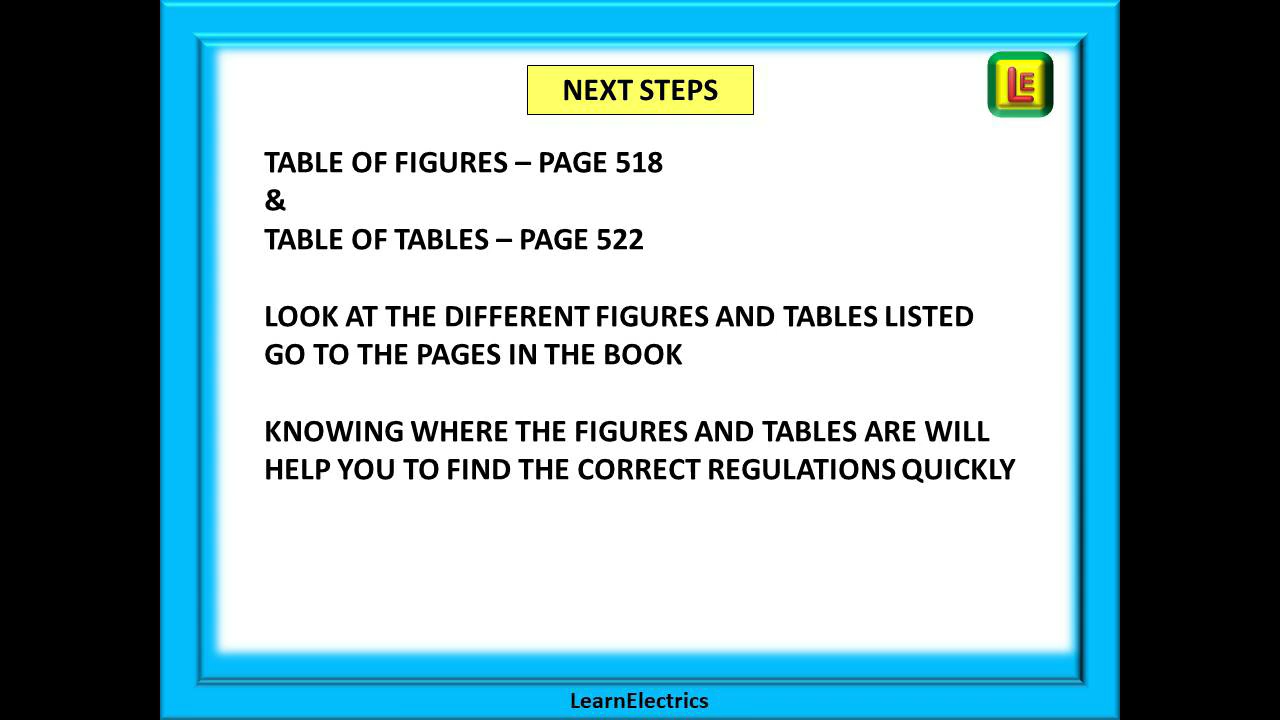 NEXT STEPS
LE
TABLE OF FIGURES – PAGE 518
&
TABLE OF TABLES – PAGE 522
LOOK AT THE DIFFERENT FIGURES AND TABLES LISTED
GO TO THE PAGES IN THE BOOK
KNOWING WHERE THE FIGURES AND TABLES ARE WILL
HELP YOU TO FIND THE CORRECT REGULATIONS QUICKLY
LearnElectrics